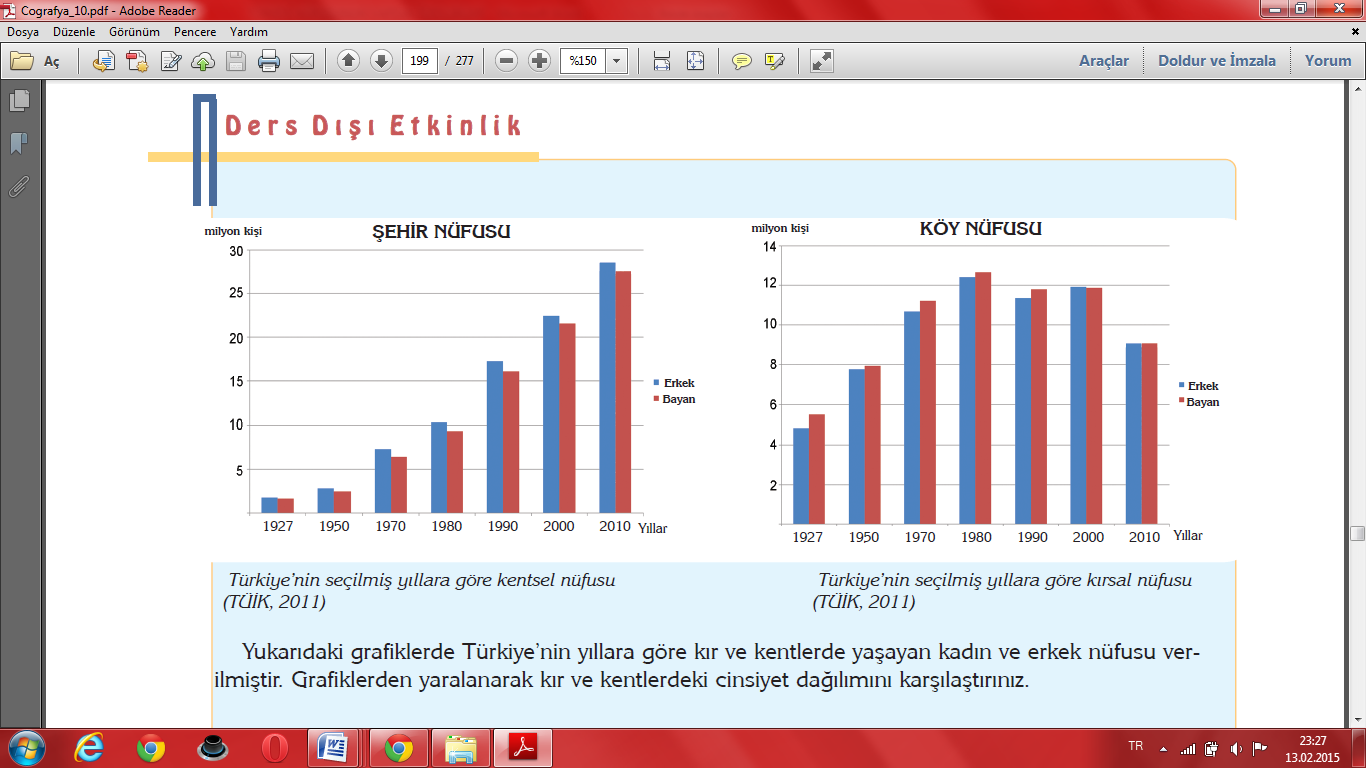 Cografya_10.pdf - Adobe Reader
Dosya Düzenle Görünüm Pencere Yardım
Aç 199 / 277 %150 Araçlar Doldur ve İmzala Yorum
Ders Dışı Etkinlik
milyon kişi ŞEHİR NÜFUSU
30
25
20
15
10
5
1927 1950 1970 1980 1990 2000 2010 Yıllar
Erkek
Bayan
milyon kişi KÖY NÜFUSU
14
12
10
8
6
4
2
1927 1950 1970 1980 1990 2000 2010 Yıllar
Erkek
Bayan
Türkiye'nin seçilmiş yıllara göre kentsel nüfusu
(TÜİK, 2011)
Türkiye'nin seçilmiş yıllara göre kırsal nüfusu
(TÜİK, 2011)
Yukarıdaki grafiklerde Türkiye'nin yıllara göre kır ve kentlerde yaşayan kadın ve erkek nüfusu ver-
ilmiştir. Grafiklerden yaralanarak kır ve kentlerdeki cinsiyet dağılımını karşılaştırınız.
TR
23:27
13.02.2015